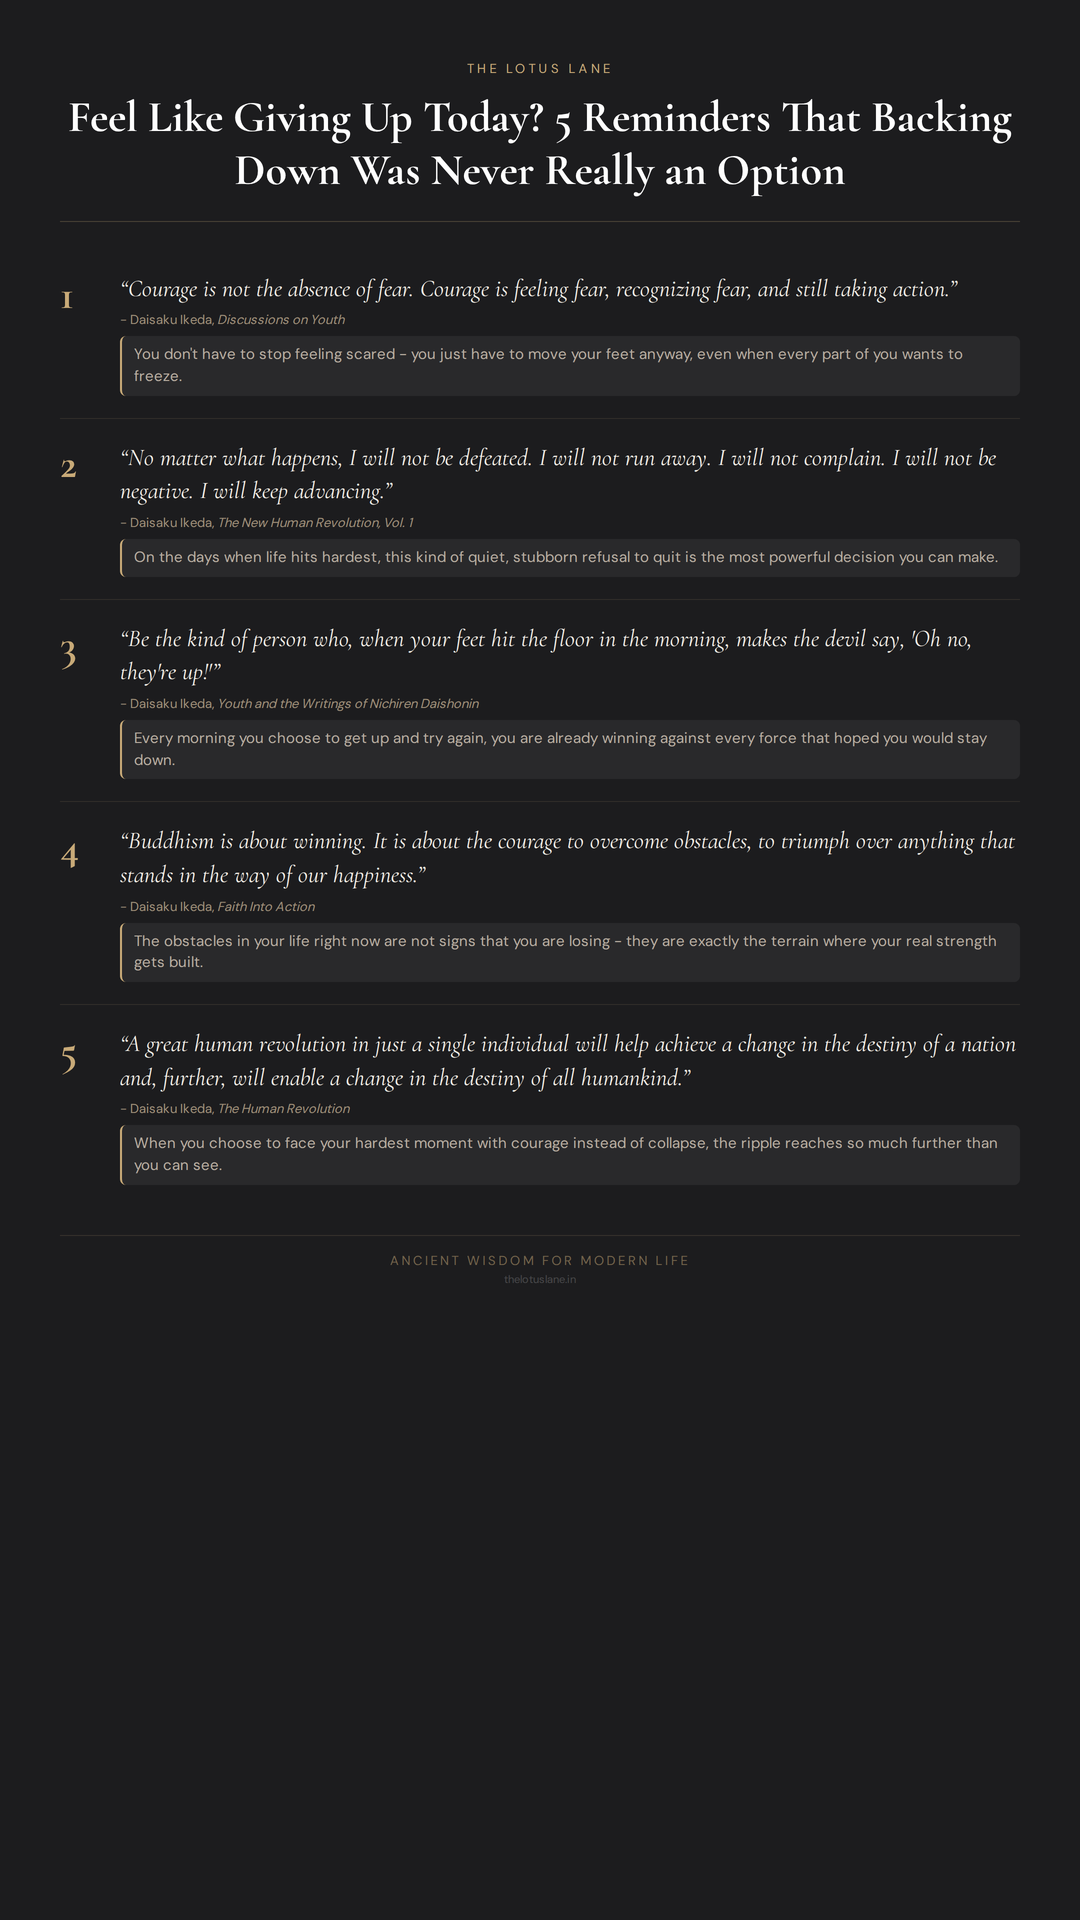 THE LOTUS LANE
Feel Like Giving Up Today? 5 Reminders That Backing
Down Was Never Really an Option
1
“Courage is not the absence of fear. Courage is feeling fear, recognizing fear, and still taking action.”
– Daisaku Ikeda, Discussions on Youth
You don't have to stop feeling scared – you just have to move your feet anyway, even when every part of you wants to
freeze.
2
“No matter what happens, I will not be defeated. I will not run away. I will not complain. I will not be
negative. I will keep advancing.”
– Daisaku Ikeda, The New Human Revolution, Vol. 1
On the days when life hits hardest, this kind of quiet, stubborn refusal to quit is the most powerful decision you can make.
3
“Be the kind of person who, when your feet hit the floor in the morning, makes the devil say, 'Oh no,
they're up!'”
– Daisaku Ikeda, Youth and the Writings of Nichiren Daishonin
Every morning you choose to get up and try again, you are already winning against every force that hoped you would stay
down.
4
“Buddhism is about winning. It is about the courage to overcome obstacles, to triumph over anything that
stands in the way of our happiness.”
– Daisaku Ikeda, Faith Into Action
The obstacles in your life right now are not signs that you are losing – they are exactly the terrain where your real strength
gets built.
5
“A great human revolution in just a single individual will help achieve a change in the destiny of a nation
and, further, will enable a change in the destiny of all humankind.”
– Daisaku Ikeda, The Human Revolution
When you choose to face your hardest moment with courage instead of collapse, the ripple reaches so much further than
you can see.
ANCIENT WISDOM FOR MODERN LIFE
thelotuslane.in